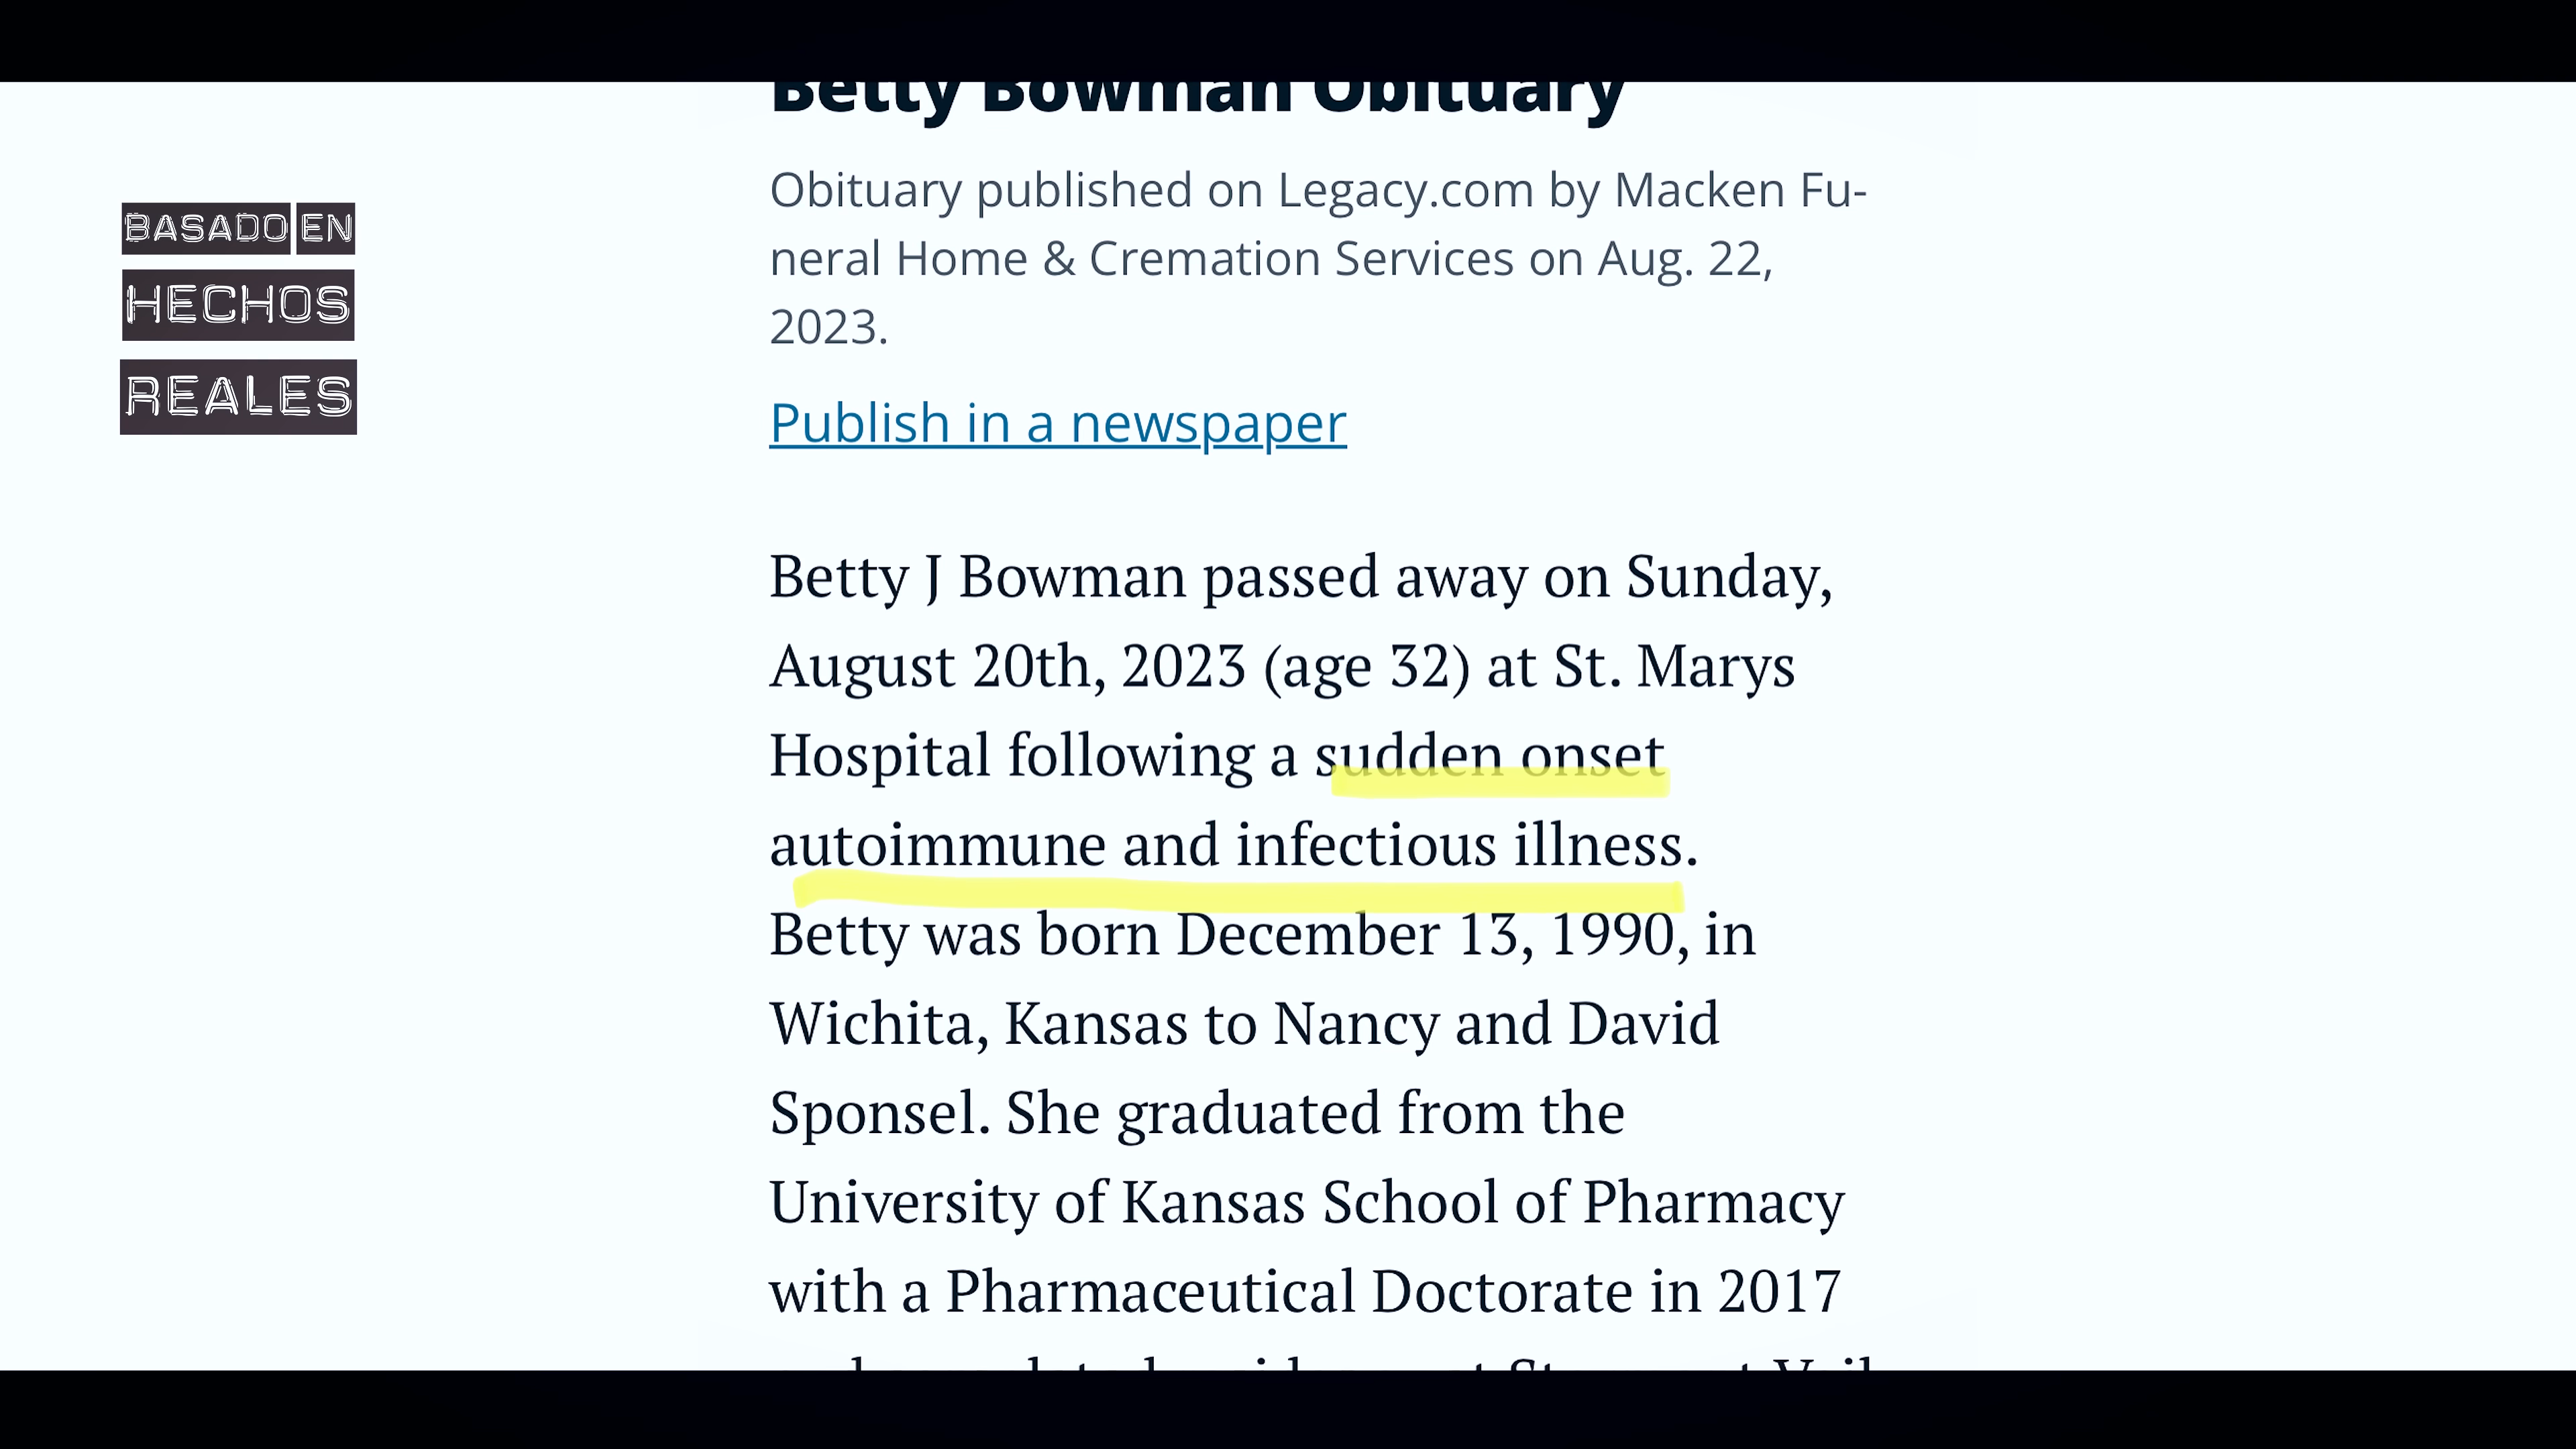 Betty Bowman Obituary
BASADO EN
HECHOS
REALES
Obituary published on Legacy.com by Macken Fu-
neral Home & Cremation Services on Aug. 22,
2023.
Publish in a newspaper
Betty J Bowman passed away on Sunday,
August 20th, 2023 (age 32) at St. Marys
Hospital following a sudden onset
autoimmune and infectious illness.
Betty was born December 13, 1990, in
Wichita, Kansas to Nancy and David
Sponsel. She graduated from the
University of Kansas School of Pharmacy
with a Pharmaceutical Doctorate in 2017